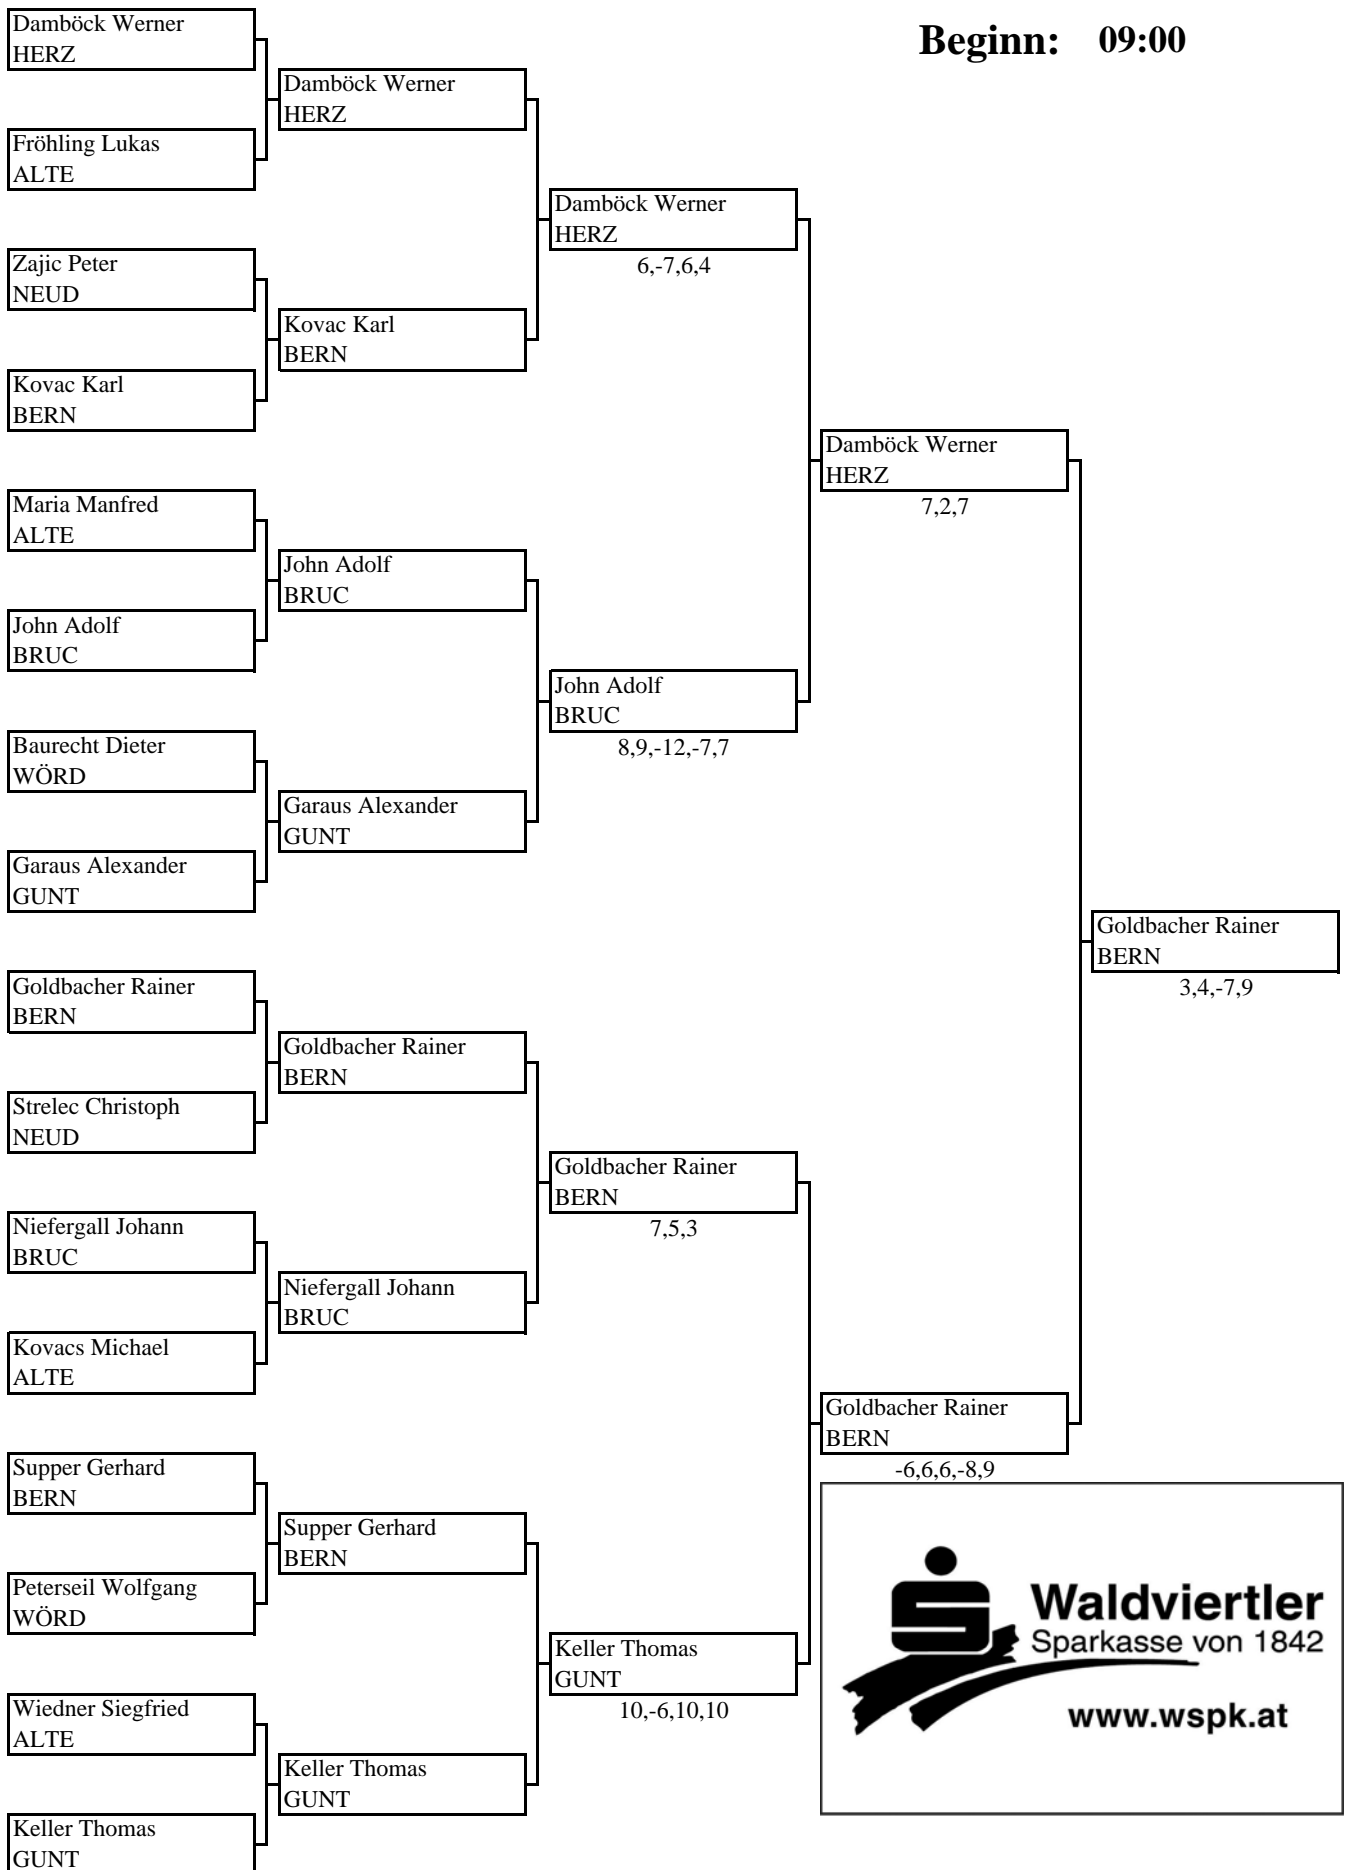 Beginn: 09:00
Damböck Werner
HERZ
Fröhling Lukas
ALTE
Zajic Peter
NEUD
Kovac Karl
BERN
Maria Manfred
ALTE
John Adolf
BRUC
Baurecht Dieter
WÖRD
Garaus Alexander
GUNT
Goldbacher Rainer
BERN
Strelec Christoph
NEUD
Niefergall Johann
BRUC
Kovacs Michael
ALTE
Supper Gerhard
BERN
Peterseil Wolfgang
WÖRD
Wiedner Siegfried
ALTE
Keller Thomas
GUNT
Damböck Werner
HERZ
Kovac Karl
BERN
John Adolf
BRUC
Garaus Alexander
GUNT
Goldbacher Rainer
BERN
Niefergall Johann
BRUC
Supper Gerhard
BERN
Keller Thomas
GUNT
Damböck Werner
HERZ
6,-7,6,4
John Adolf
BRUC
8,9,-12,-7,7
Goldbacher Rainer
BERN
7,5,3
Keller Thomas
GUNT
10,-6,10,10
Damböck Werner
HERZ
7,2,7
Goldbacher Rainer
BERN
-6,6,6,-8,9
Goldbacher Rainer
BERN
3,4,-7,9
Waldviertler
Sparkasse von 1842
www.wspk.at